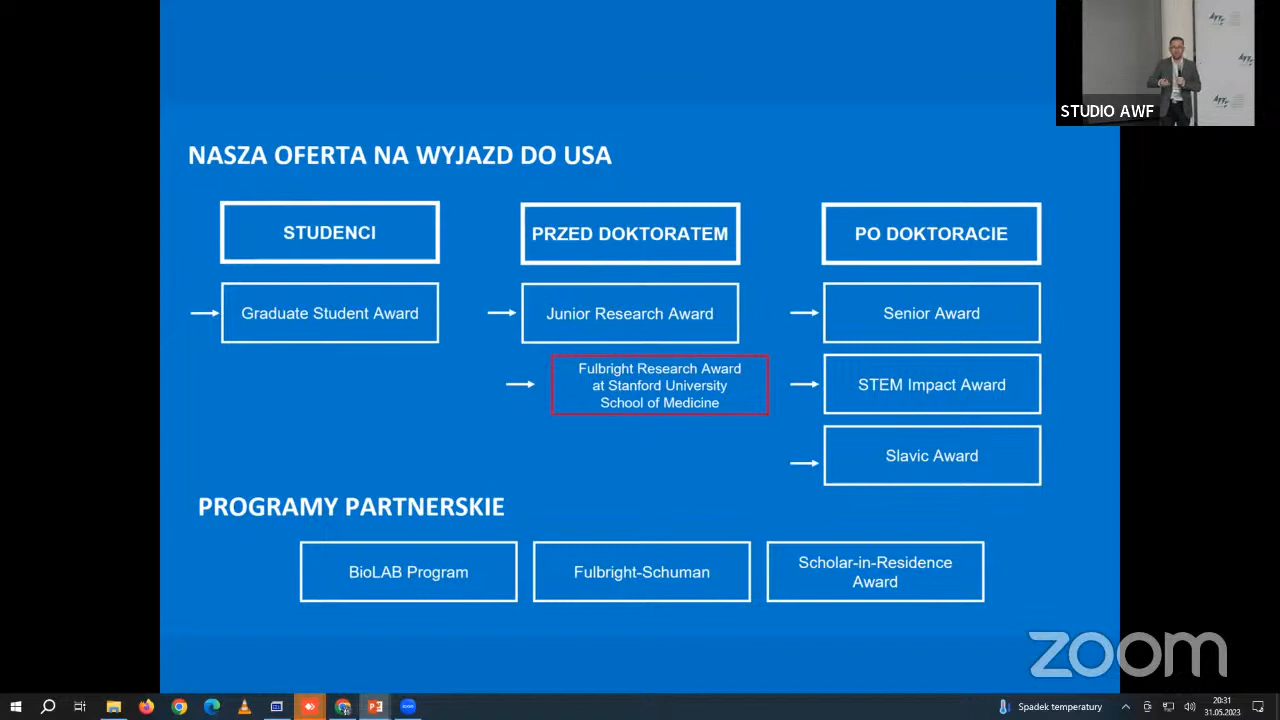 STUDIO AWF
NASZA OFERTA NA WYJAZD DO USA
STUDENCI
PRZED DOKTORATEM
PO DOKTORACIE
Graduate Student Award
Junior Research Award
Senior Award
Fulbright Research Award
at Stanford University
School of Medicine
STEM Impact Award
Slavic Award
PROGRAMY PARTNERSKIE
BioLAB Program
Fulbright-Schuman
Scholar-in-Residence
Award
zoom
Spadek temperatury
20:31
31.05.2023